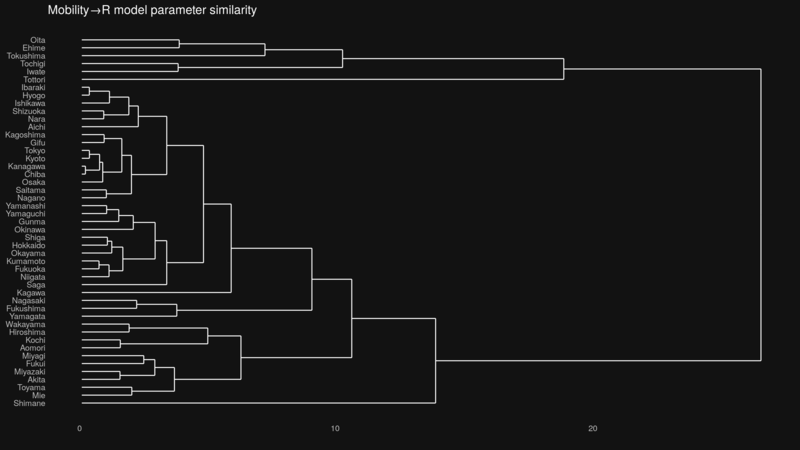 Mobility→R model parameter similarity
Oita
Ehime
Tokushima
Tochigi
Iwate
Tottori
Ibaraki
Hyogo
Ishikawa
Shizuoka
Nara
Aichi
Kagoshima
Gifu
Tokyo
Kyoto
Kanagawa
Chiba
Osaka
Saitama
Nagano
Yamanashi
Yamaguchi
Gunma
Okinawa
Shiga
Hokkaido
Okayama
Kumamoto
Fukuoka
Niigata
Saga
Kagawa
Nagasaki
Fukushima
Yamagata
Wakayama
Hiroshima
Kochi
Aomori
Miyagi
Fukui
Miyazaki
Akita
Toyama
Mie
Shimane
0 10 20